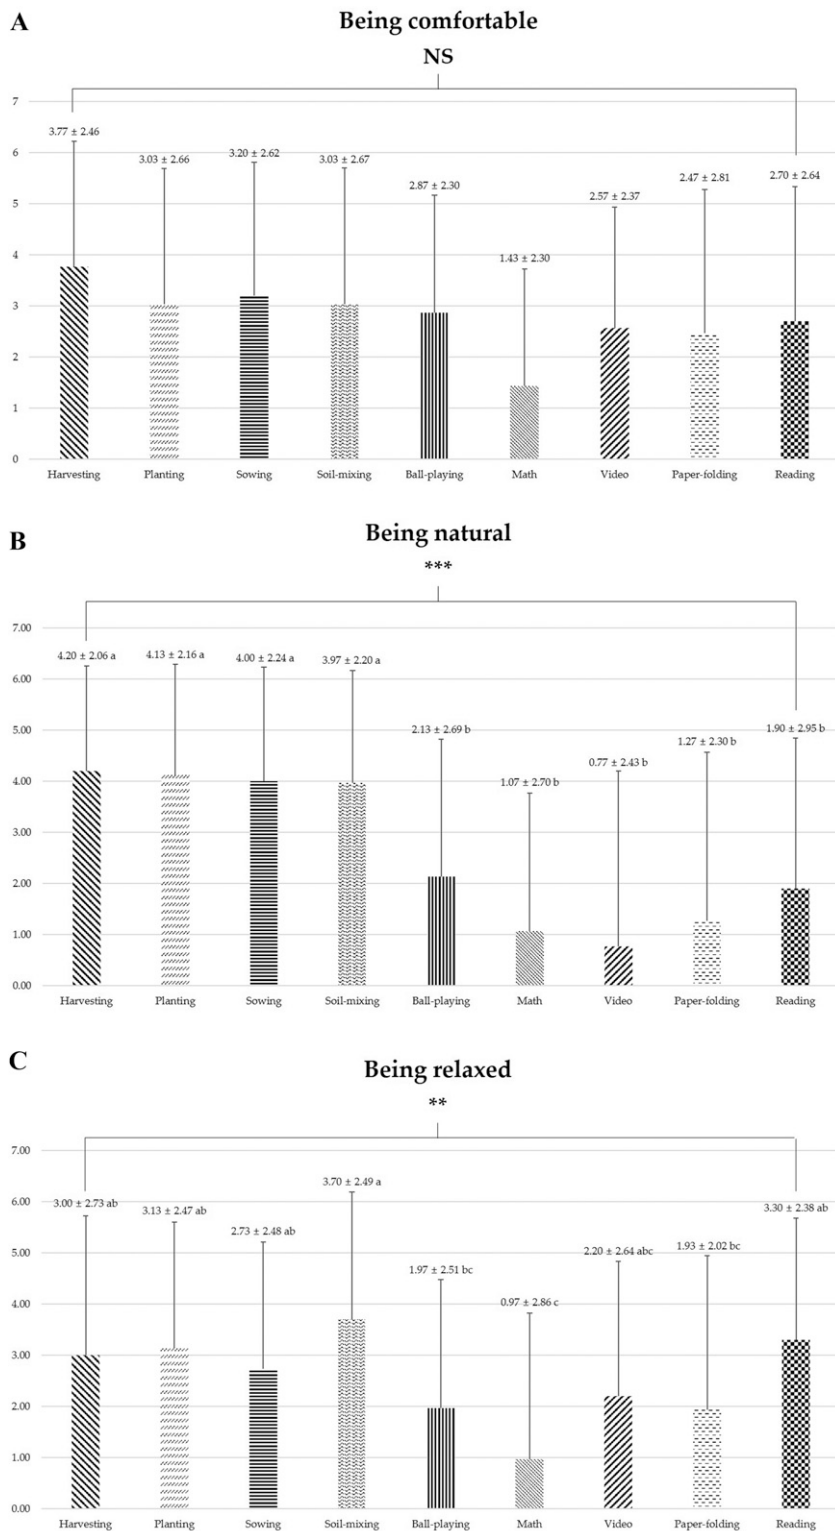 A
Being comfortable
NS
7
6
5
4
3
2
1
0
3.77 ± 2.46
3.03 ± 2.66
3.20 ± 2.62
3.03 ± 2.67
2.87 ± 2.30
1.43 ± 2.30
2.57 ± 2.37
2.47 ± 2.81
2.70 ± 2.64
Harvesting
Planting
Sowing
Soil-mixing
Ball-playing
Math
Video
Paper-folding
Reading
B
Being natural
***
7.00
6.00
5.00
4.00
3.00
2.00
1.00
0.00
4.20 ± 2.06 a
4.13 ± 2.16 a
4.00 ± 2.24 a
3.97 ± 2.20 a
2.13 ± 2.69 b
1.07 ± 2.70 b
0.77 ± 2.43 b
1.27 ± 2.30 b
1.90 ± 2.95 b
Harvesting
Planting
Sowing
Soil-mixing
Ball-playing
Math
Video
Paper-folding
Reading
C
Being relaxed
**
7.00
6.00
5.00
4.00
3.00
2.00
1.00
0.00
3.00 ± 2.73 ab
3.13 ± 2.47 ab
2.73 ± 2.48 ab
3.70 ± 2.49 a
1.97 ± 2.51 bc
0.97 ± 2.86 c
2.20 ± 2.64 abc
1.93 ± 2.02 bc
3.30 ± 2.38 ab
Harvesting
Planting
Sowing
Soil-mixing
Ball-playing
Math
Video
Paper-folding
Reading